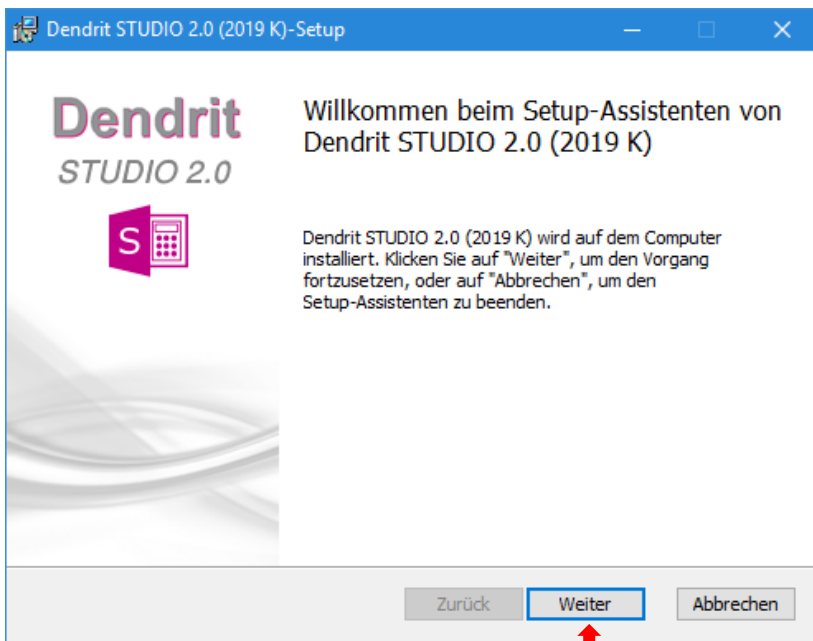 Dendrit STUDIO 2.0 (2019 K)-Setup
Dendrit
STUDIO 2.0
S
Willkommen beim Setup-Assistenten von
Dendrit STUDIO 2.0 (2019 K)
Dendrit STUDIO 2.0 (2019 K) wird auf dem Computer
installiert. Klicken Sie auf "Weiter", um den Vorgang
fortzusetzen, oder auf "Abbrechen", um den
Setup-Assistenten zu beenden.
Zurück Weiter Abbrechen